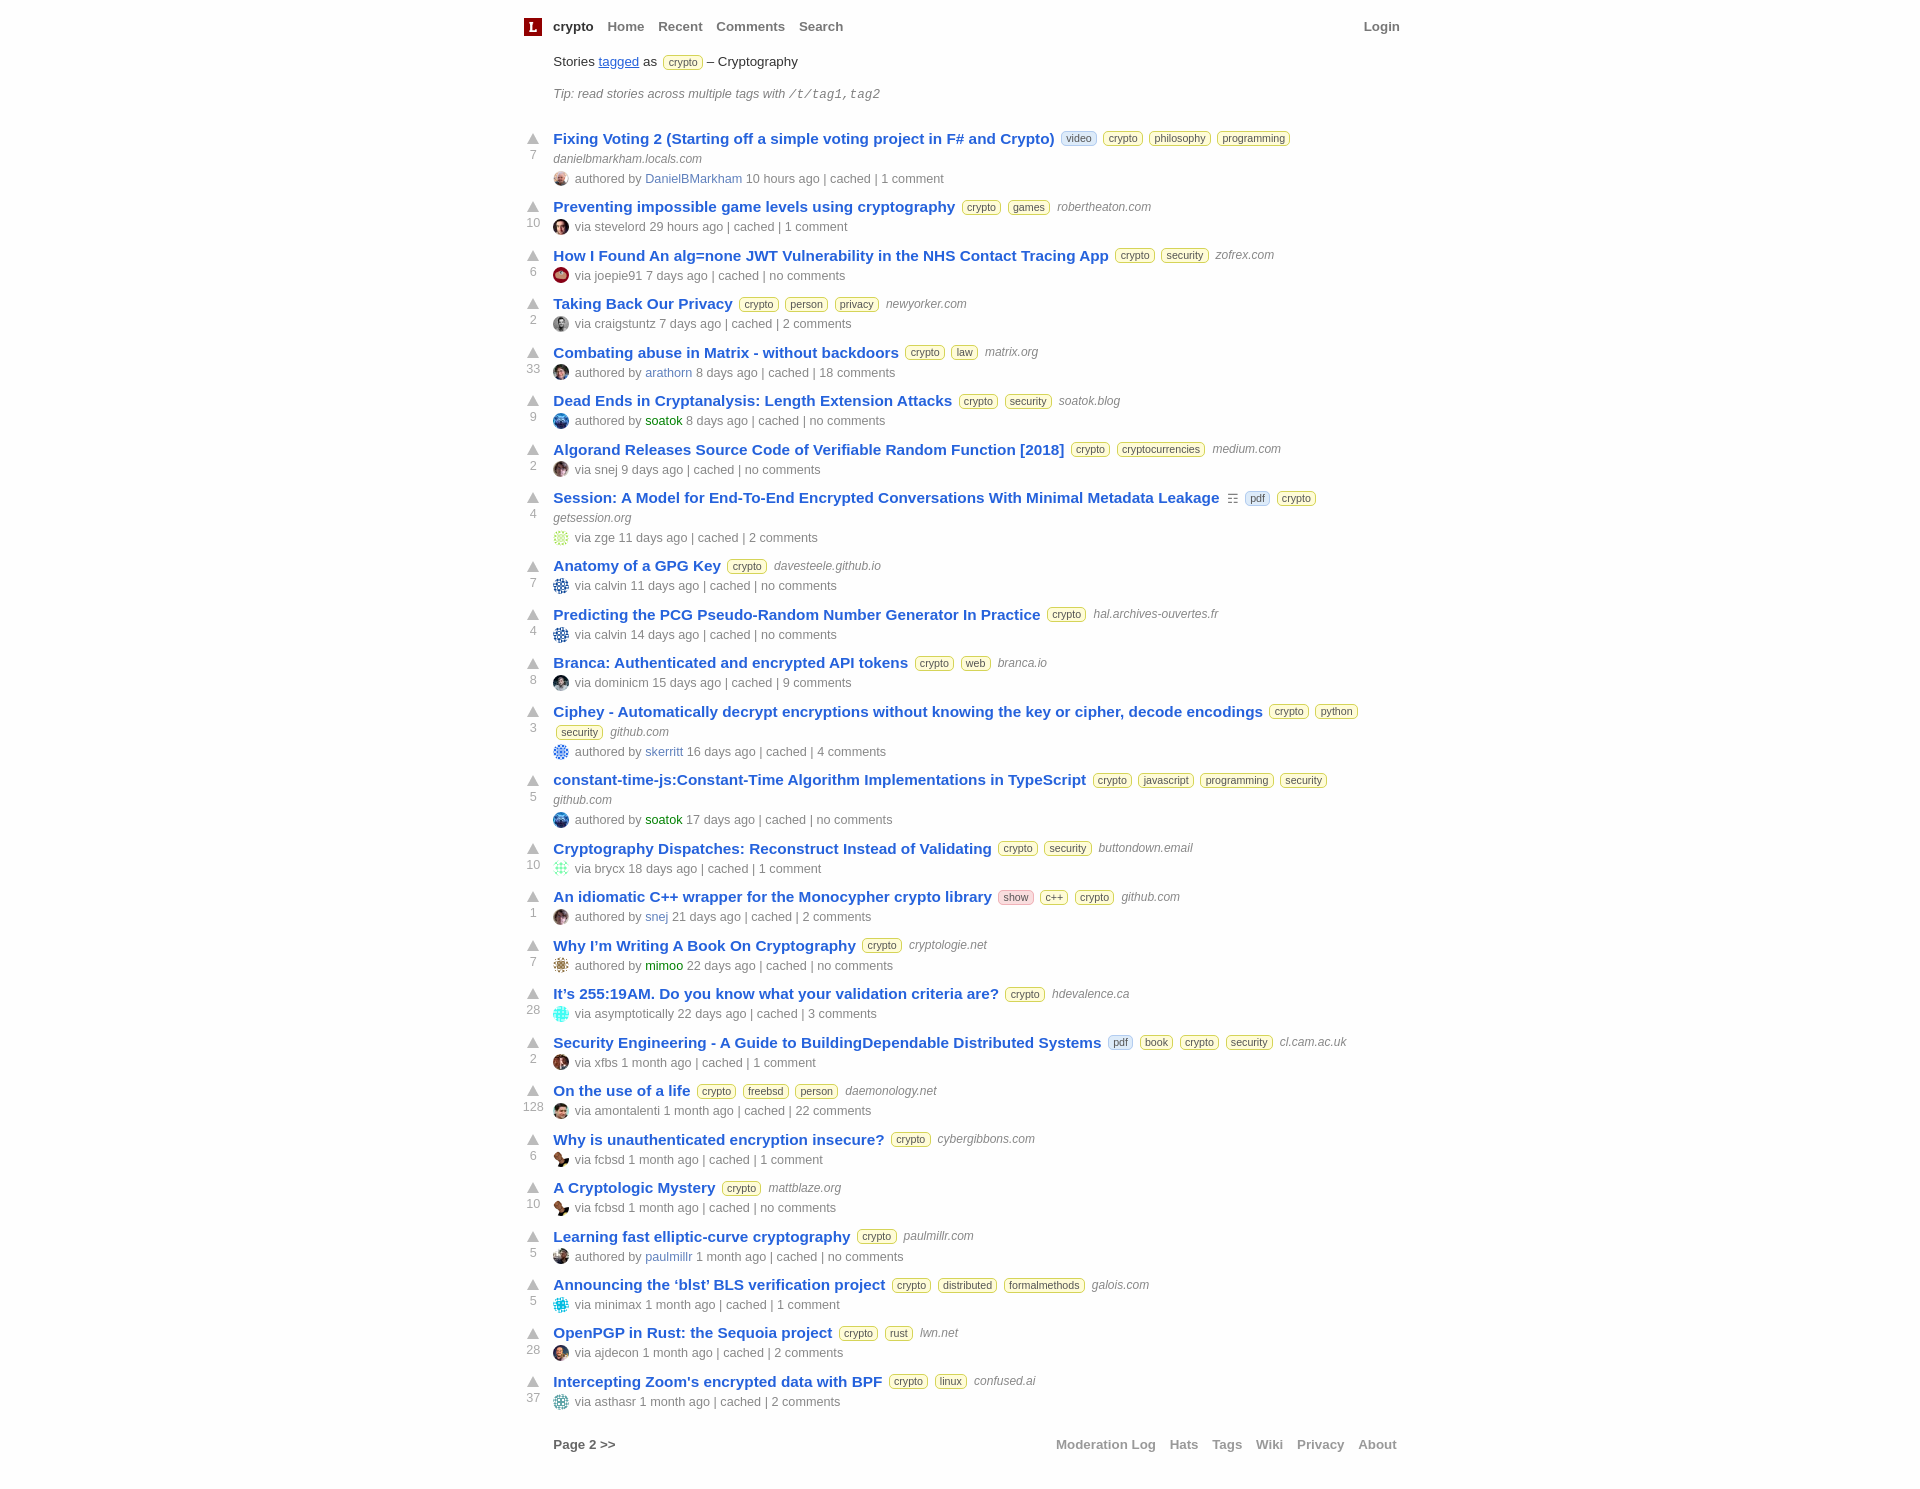 L crypto Home Recent Comments Search Login
Stories tagged as crypto – Cryptography
Tip: read stories across multiple tags with /t/tag1,tag2
Fixing Voting 2 (Starting off a simple voting project in F# and Crypto) video crypto philosophy programming
7
danielbmarkham.locals.com
authored by DanielBMarkham 10 hours ago | cached | 1 comment
Preventing impossible game levels using cryptography crypto games robertheaton.com
10 via stevelord 29 hours ago | cached | 1 comment
How I Found An alg=none JWT Vulnerability in the NHS Contact Tracing App crypto security zofrex.com
6 via joepie91 7 days ago | cached | no comments
Taking Back Our Privacy crypto person privacy newyorker.com
2 via craigstuntz 7 days ago | cached | 2 comments
Combating abuse in Matrix - without backdoors crypto law matrix.org
33 authored by arathorn 8 days ago | cached | 18 comments
Dead Ends in Cryptanalysis: Length Extension Attacks crypto security soatok.blog
9 authored by soatok 8 days ago | cached | no comments
Algorand Releases Source Code of Verifiable Random Function [2018] crypto cryptocurrencies medium.com
2 via snej 9 days ago | cached | no comments
Session: A Model for End-To-End Encrypted Conversations With Minimal Metadata Leakage ☶ pdf crypto
4
getsession.org
via zge 11 days ago | cached | 2 comments
Anatomy of a GPG Key crypto davesteele.github.io
7 via calvin 11 days ago | cached | no comments
Predicting the PCG Pseudo-Random Number Generator In Practice crypto hal.archives-ouvertes.fr
4 via calvin 14 days ago | cached | no comments
Branca: Authenticated and encrypted API tokens crypto web branca.io
8 via dominicm 15 days ago | cached | 9 comments
Ciphey - Automatically decrypt encryptions without knowing the key or cipher, decode encodings crypto python
3 security github.com
authored by skerritt 16 days ago | cached | 4 comments
constant-time-js:Constant-Time Algorithm Implementations in TypeScript crypto javascript programming security
5 github.com
authored by soatok 17 days ago | cached | no comments
Cryptography Dispatches: Reconstruct Instead of Validating crypto security buttondown.email
10 via brycx 18 days ago | cached | 1 comment
An idiomatic C++ wrapper for the Monocypher crypto library show c++ crypto github.com
1 authored by snej 21 days ago | cached | 2 comments
Why I’m Writing A Book On Cryptography crypto cryptologie.net
7 authored by mimoo 22 days ago | cached | no comments
It’s 255:19AM. Do you know what your validation criteria are? crypto hdevalence.ca
28 via asymptotically 22 days ago | cached | 3 comments
Security Engineering - A Guide to BuildingDependable Distributed Systems pdf book crypto security cl.cam.ac.uk
2 via xfbs 1 month ago | cached | 1 comment
On the use of a life crypto freebsd person daemonology.net
128 via amontalenti 1 month ago | cached | 22 comments
Why is unauthenticated encryption insecure? crypto cybergibbons.com
6 via fcbsd 1 month ago | cached | 1 comment
A Cryptologic Mystery crypto mattblaze.org
10 via fcbsd 1 month ago | cached | no comments
Learning fast elliptic-curve cryptography crypto paulmillr.com
5 authored by paulmillr 1 month ago | cached | no comments
Announcing the ‘blst’ BLS verification project crypto distributed formalmethods galois.com
5 via minimax 1 month ago | cached | 1 comment
OpenPGP in Rust: the Sequoia project crypto rust lwn.net
28 via ajdecon 1 month ago | cached | 2 comments
Intercepting Zoom's encrypted data with BPF crypto linux confused.ai
37 via asthasr 1 month ago | cached | 2 comments
Page 2 >> Moderation Log Hats Tags Wiki Privacy About